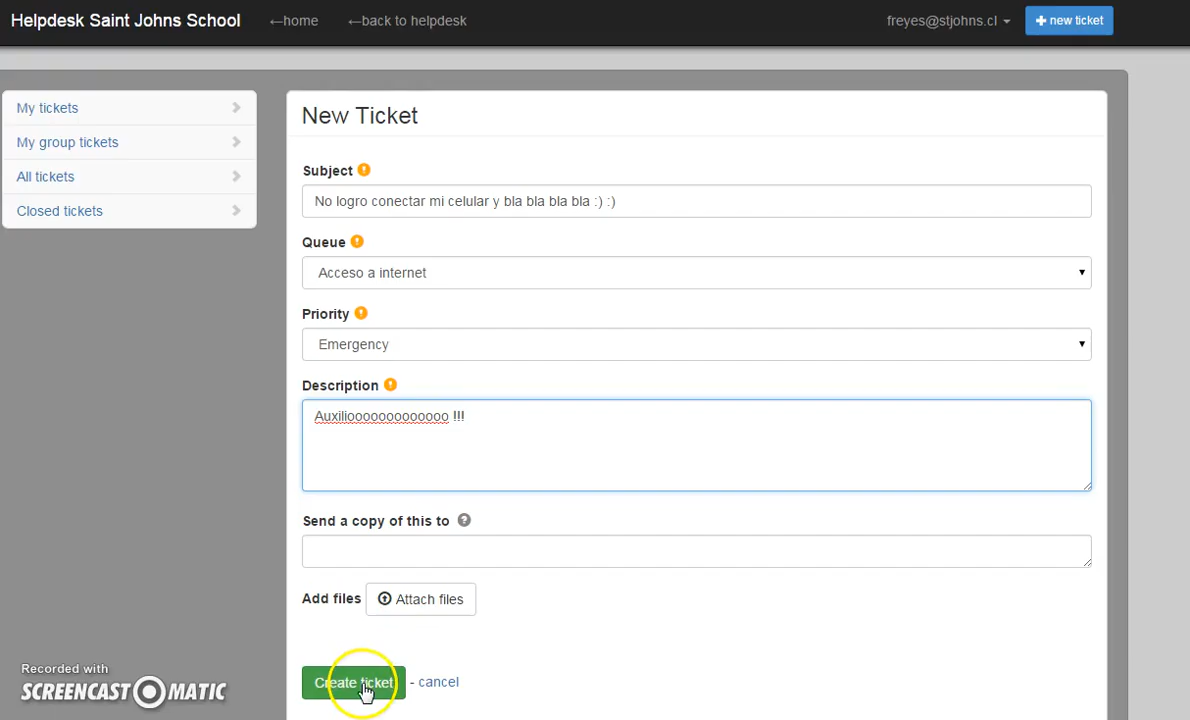 Helpdesk Saint Johns School ←home ←back to helpdesk freyes@stjohns.cl + new ticket
My tickets
My group tickets
All tickets
Closed tickets
New Ticket
Subject
No logro conectar mi celular y bla bla bla bla :) :)
Queue
Acceso a internet
Priority
Emergency
Description
Auxiliooooooooooooo !!!
Send a copy of this to ?
Add files Attach files
Create ticket - cancel
Recorded with
SCREENCAST O MATIC